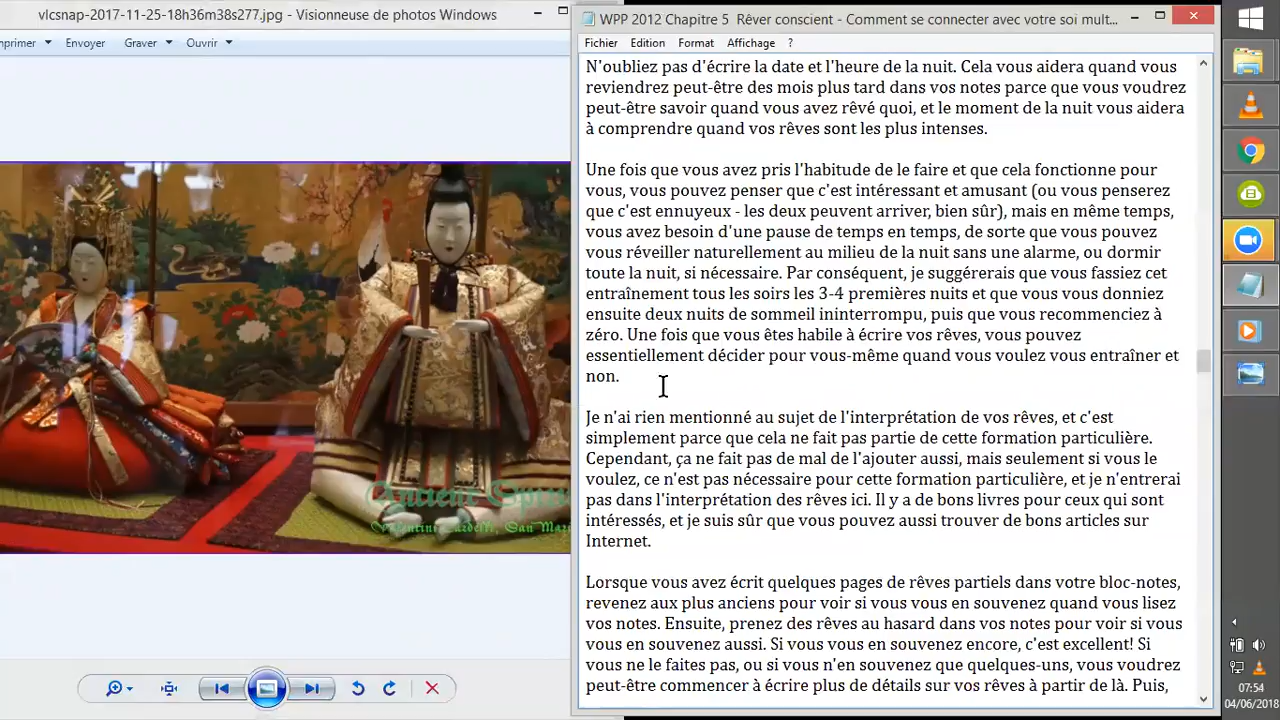 vlcsnap-2017-11-25-18h36m38s277.jpg - Visionneuse de photos Windows
Envoyer Graver Ouvrir
WPP 2012 Chapitre 5 Rêver conscient - Comment se connecter avec votre soi mult...
Fichier Edition Format Affichage ?
N'oubliez pas d'écrire la date et l'heure de la nuit. Cela vous aidera quand vous
reviendrez peut-être des mois plus tard dans vos notes parce que vous voudrez
peut-être savoir quand vous avez rêvé quoi, et le moment de la nuit vous aidera
à comprendre quand vos rêves sont les plus intenses.
Une fois que vous avez pris l'habitude de le faire et que cela fonctionne pour
vous, vous pouvez penser que c'est intéressant et amusant (ou vous penserez
que c'est ennuyeux - les deux peuvent arriver, bien sûr), mais en même temps,
vous avez besoin d'une pause de temps en temps, de sorte que vous pouvez
vous réveiller naturellement au milieu de la nuit sans une alarme, ou dormir
toute la nuit, si nécessaire. Par conséquent, je suggérerais que vous fassiez cet
entraînement tous les soirs les 3-4 premières nuits et que vous vous donniez
ensuite deux nuits de sommeil ininterrompu, puis que vous recommenciez à
zéro. Une fois que vous êtes habile à écrire vos rêves, vous pouvez
essentiellement décider pour vous-même quand vous voulez vous entraîner et
non.
Je n'ai rien mentionné au sujet de l'interprétation de vos rêves, et c'est
simplement parce que cela ne fait pas partie de cette formation particulière.
Cependant, ça ne fait pas de mal de l'ajouter aussi, mais seulement si vous le
voulez, ce n'est pas nécessaire pour cette formation particulière, et je n'entrerai
pas dans l'interprétation des rêves ici. Il y a de bons livres pour ceux qui sont
intéressés, et je suis sûr que vous pouvez aussi trouver de bons articles sur
Internet.
Lorsque vous avez écrit quelques pages de rêves partiels dans votre bloc-notes,
revenez aux plus anciens pour voir si vous vous en souvenez quand vous lisez
vos notes. Ensuite, prenez des rêves au hasard dans vos notes pour voir si vous
vous en souvenez aussi. Si vous vous en souvenez encore, c'est excellent! Si
vous ne le faites pas, ou si vous n'en souvenez que quelques-uns, vous voudrez
peut-être commencer à écrire plus de détails sur vos rêves à partir de là. Puis,
Ancient
07:54
04/06/2018